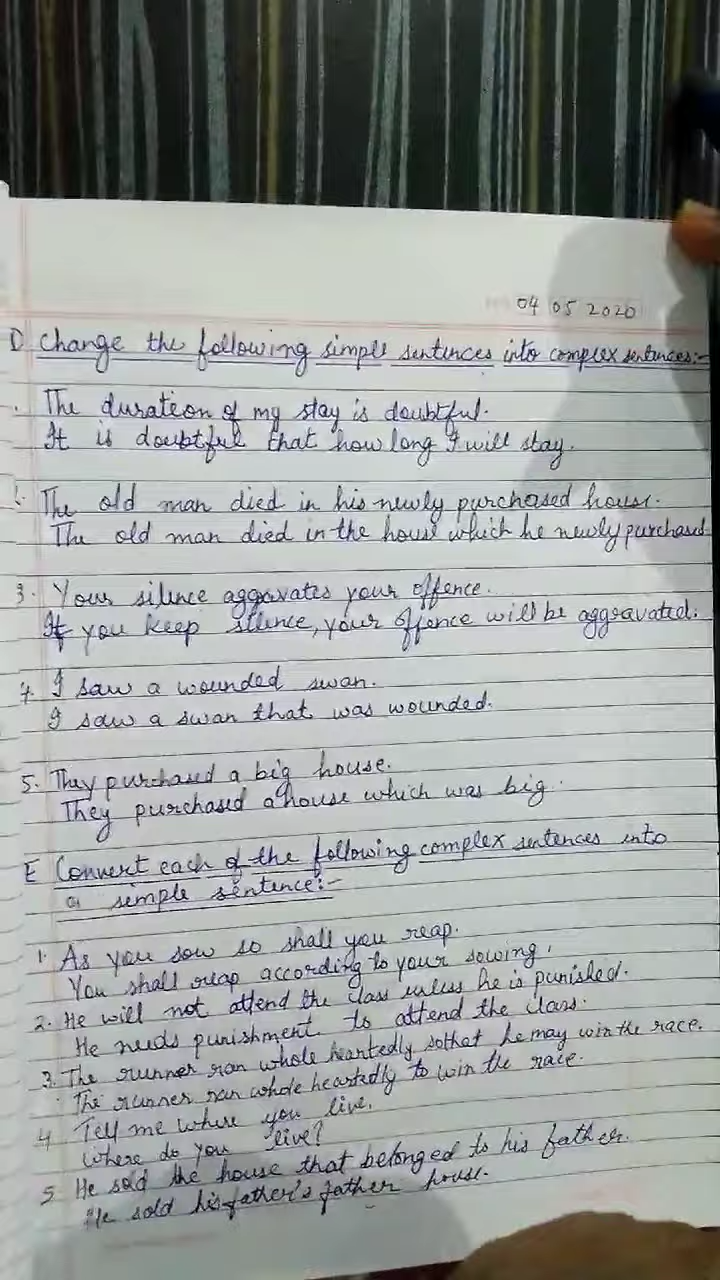 04 05 2020
D Change the following simple sentences into complex sentences:-
. The duration of my stay is doubtful.
It is doubtful that how long I will stay.
2. The old man died in his newly purchased house.
The old man died in the house which he newly purchased
3. Your silence aggravates your offence.
If you keep silence, your offence will be aggravated.
4. I saw a wounded swan.
I saw a swan that was wounded.
5. They purchased a big house.
They purchased a house which was big.
E Convert each of the following complex sentences into
a simple sentence:-
1. As you sow so shall you reap.
You shall reap according to your sowing.
2. He will not attend the class unless he is punished.
He needs punishment to attend the class.
3. The runner ran whole heartedly so that he may win the race.
The runner ran whole heartedly to win the race.
4 Tell me where you live.
Where do you live?
5 He sold the house that belonged to his father.
He sold his father's father house.